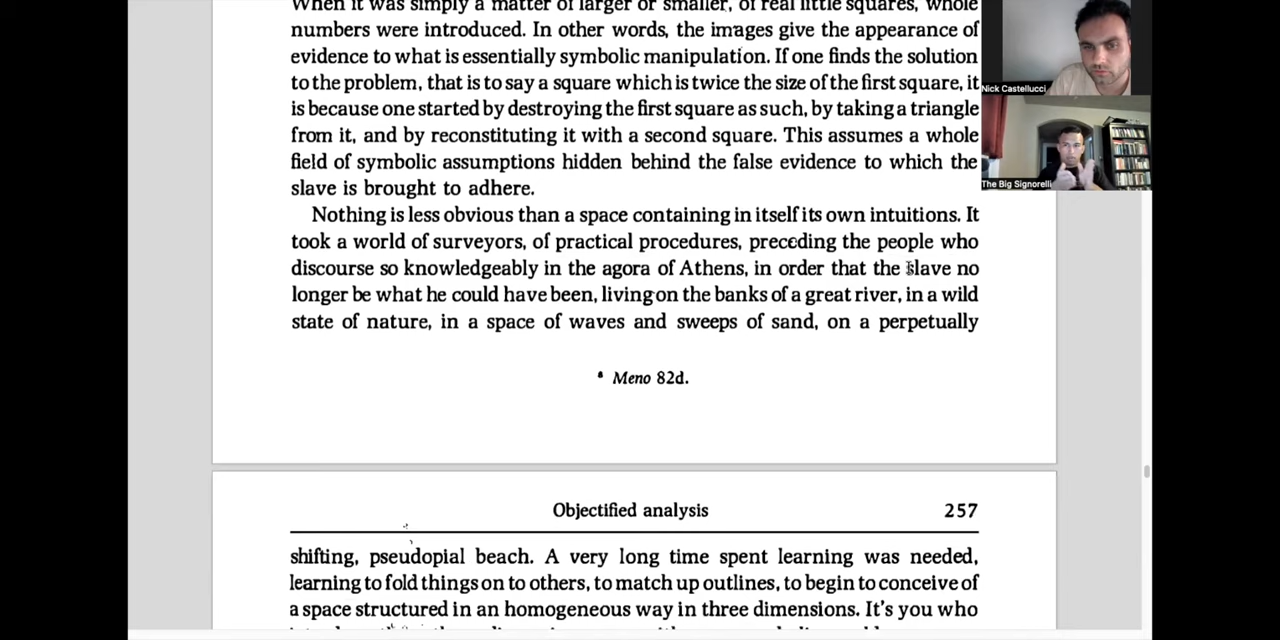 When it was simply a matter of larger or smaller, of real little squares, whole
numbers were introduced. In other words, the images give the appearance of
evidence to what is essentially symbolic manipulation. If one finds the solution
to the problem, that is to say a square which is twice the size of the first square, it
is because one started by destroying the first square as such, by taking a triangle
from it, and by reconstituting it with a second square. This assumes a whole
field of symbolic assumptions hidden behind the false evidence to which the
slave is brought to adhere.
Nothing is less obvious than a space containing in itself its own intuitions. It
took a world of surveyors, of practical procedures, preceding the people who
discourse so knowledgeably in the agora of Athens, in order that the slave no
longer be what he could have been, living on the banks of a great river, in a wild
state of nature, in a space of waves and sweeps of sand, on a perpetually
Meno 82d.
Objectified analysis 257
shifting, pseudopial beach. A very long time spent learning was needed,
learning to fold things on to others, to match up outlines, to begin to conceive of
a space structured in an homogeneous way in three dimensions. It's you who
Nick Castellucci
The Big Signorelli